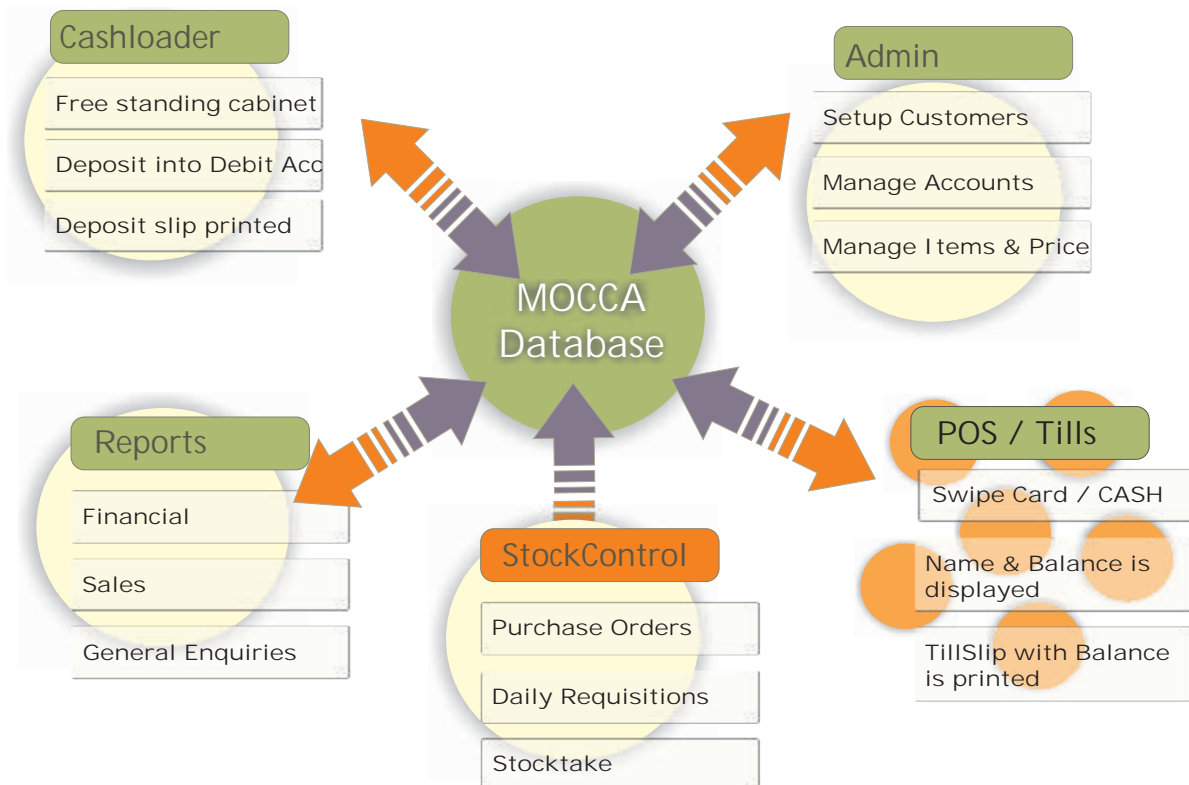 Cashloader
Free standing cabinet
Deposit into Debit Acc
Deposit slip printed
Admin
Setup Customers
Manage Accounts
Manage Items & Price
MOCCA
Database
Reports
Financial
Sales
General Enquiries
StockControl
Purchase Orders
Daily Requisitions
Stocktake
POS / Tills
Swipe Card / CASH
Name & Balance is
displayed
TillSlip with Balance
is printed